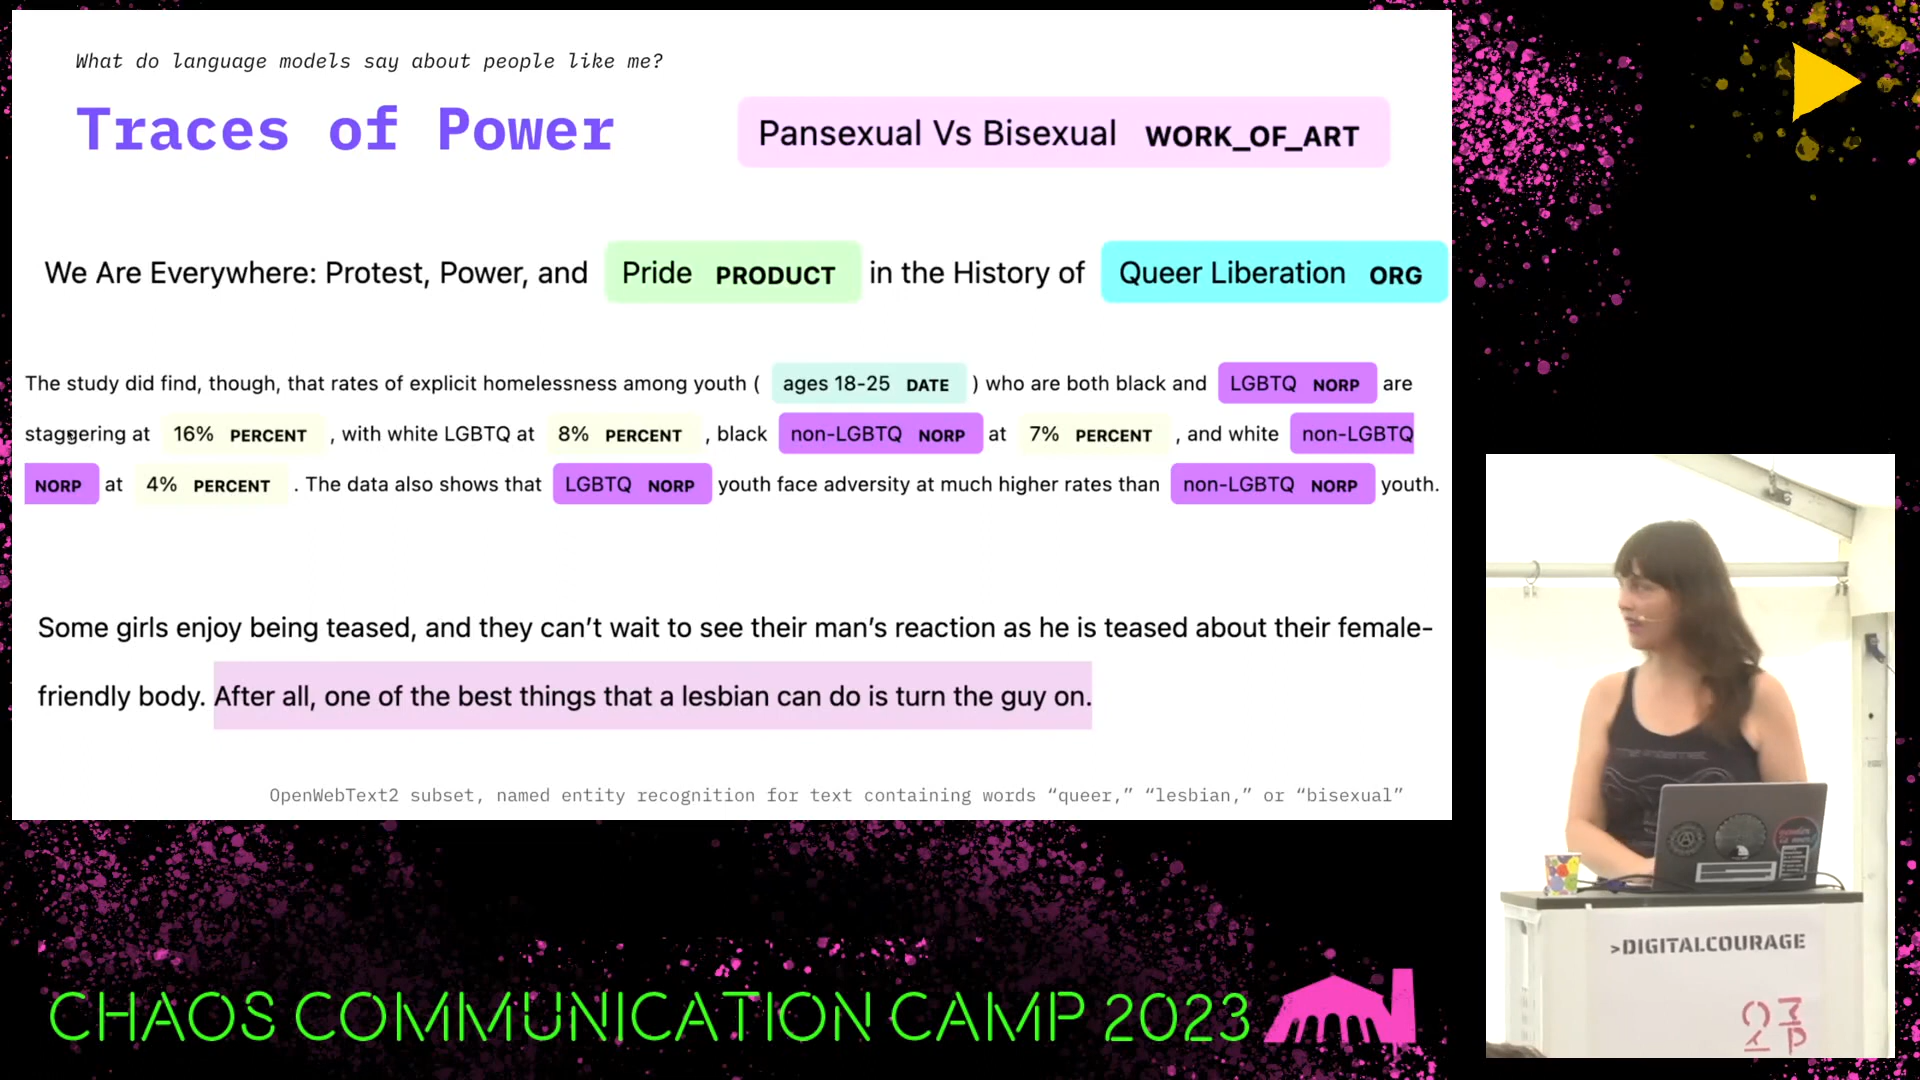 What do language models say about people like me?
Traces of Power
Pansexual Vs Bisexual WORK_OF_ART
We Are Everywhere: Protest, Power, and Pride PRODUCT in the History of Queer Liberation ORG
The study did find, though, that rates of explicit homelessness among youth ( ages 18-25 DATE ) who are both black and LGBTQ NORP are
staggering at 16% PERCENT , with white LGBTQ at 8% PERCENT , black non-LGBTQ NORP at 7% PERCENT , and white non-LGBTQ
NORP at 4% PERCENT . The data also shows that LGBTQ NORP youth face adversity at much higher rates than non-LGBTQ NORP youth.
Some girls enjoy being teased, and they can’t wait to see their man’s reaction as he is teased about their female-
friendly body. After all, one of the best things that a lesbian can do is turn the guy on.
OpenWebText2 subset, named entity recognition for text containing words “queer,” “lesbian,” or “bisexual”
>DIGITALCOURAGE
CHAOS COMMUNICATION CAMP 2023